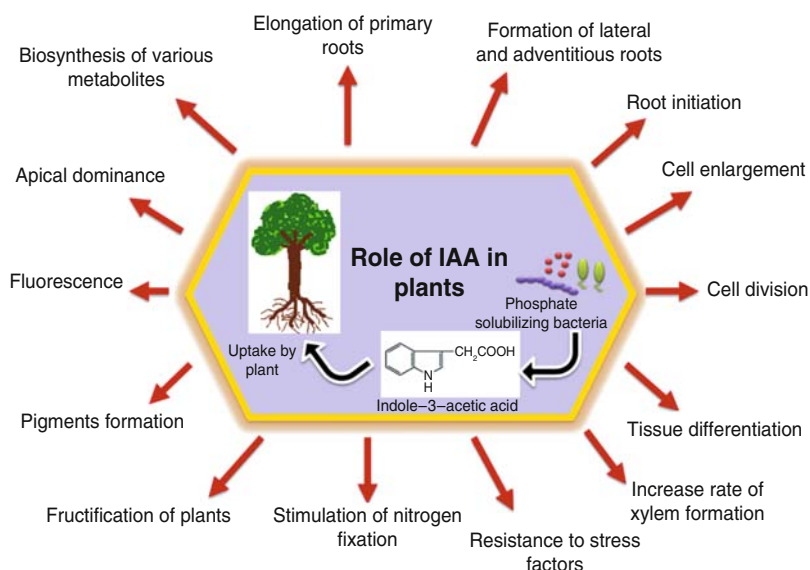 Elongation of primary
roots
Formation of lateral
and adventitious roots
Biosynthesis of various
metabolites
Root initiation
Apical dominance
Cell enlargement
Fluorescence
Cell division
Role of IAA in
plants
Phosphate
solubilizing bacteria
Uptake by
plant
CH2COOH
N
H
Indole–3–acetic acid
Pigments formation
Tissue differentiation
Fructification of plants
Stimulation of nitrogen
fixation
Resistance to stress
factors
Increase rate of
xylem formation